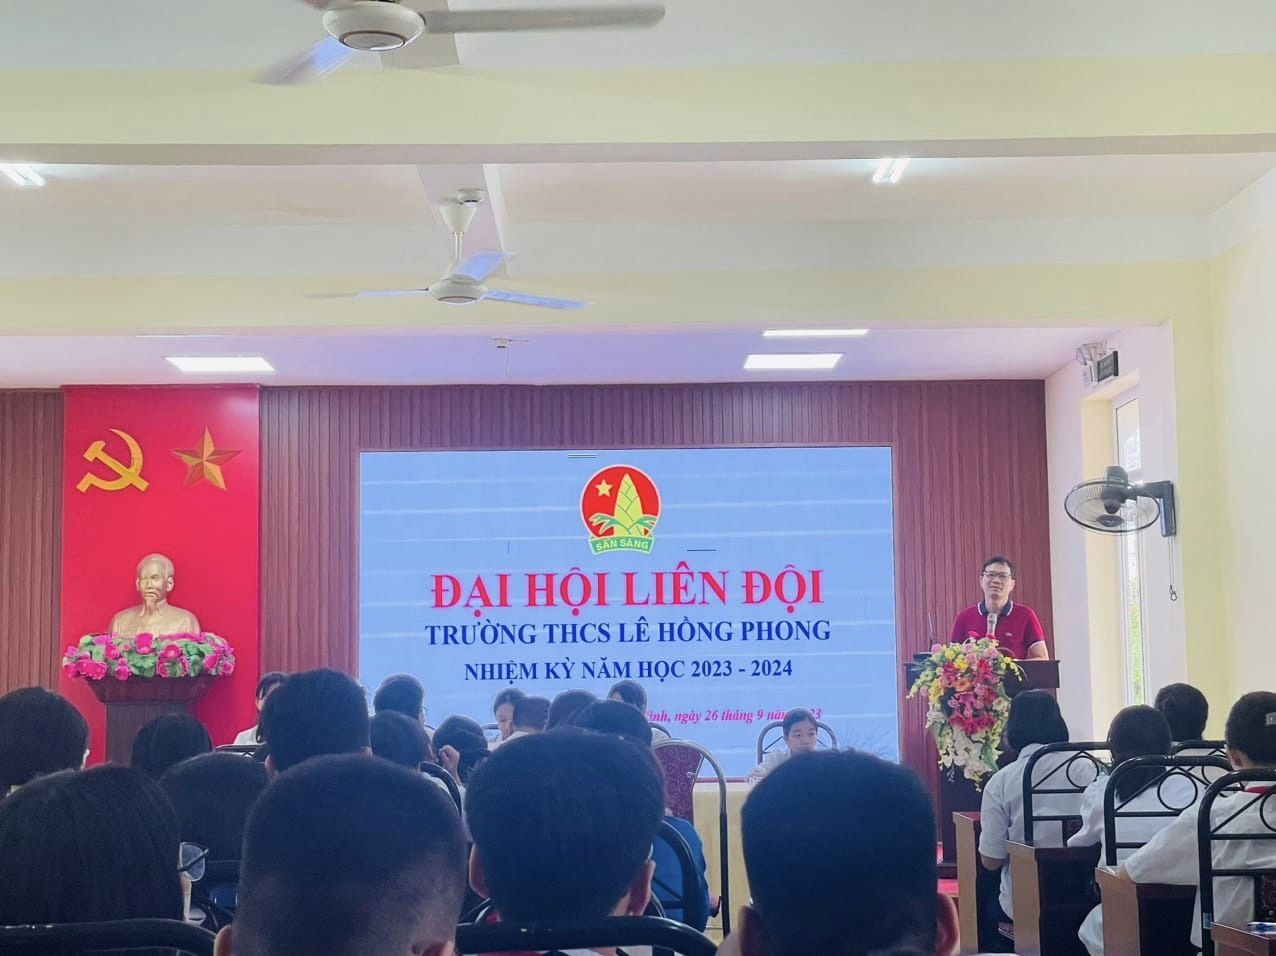 SẴN SÀNG
ĐẠI HỘI LIÊN ĐỘI
TRƯỜNG THCS LÊ HỒNG PHONG
NHIỆM KỲ NĂM HỌC 2023 - 2024
ngày 26 tháng 9